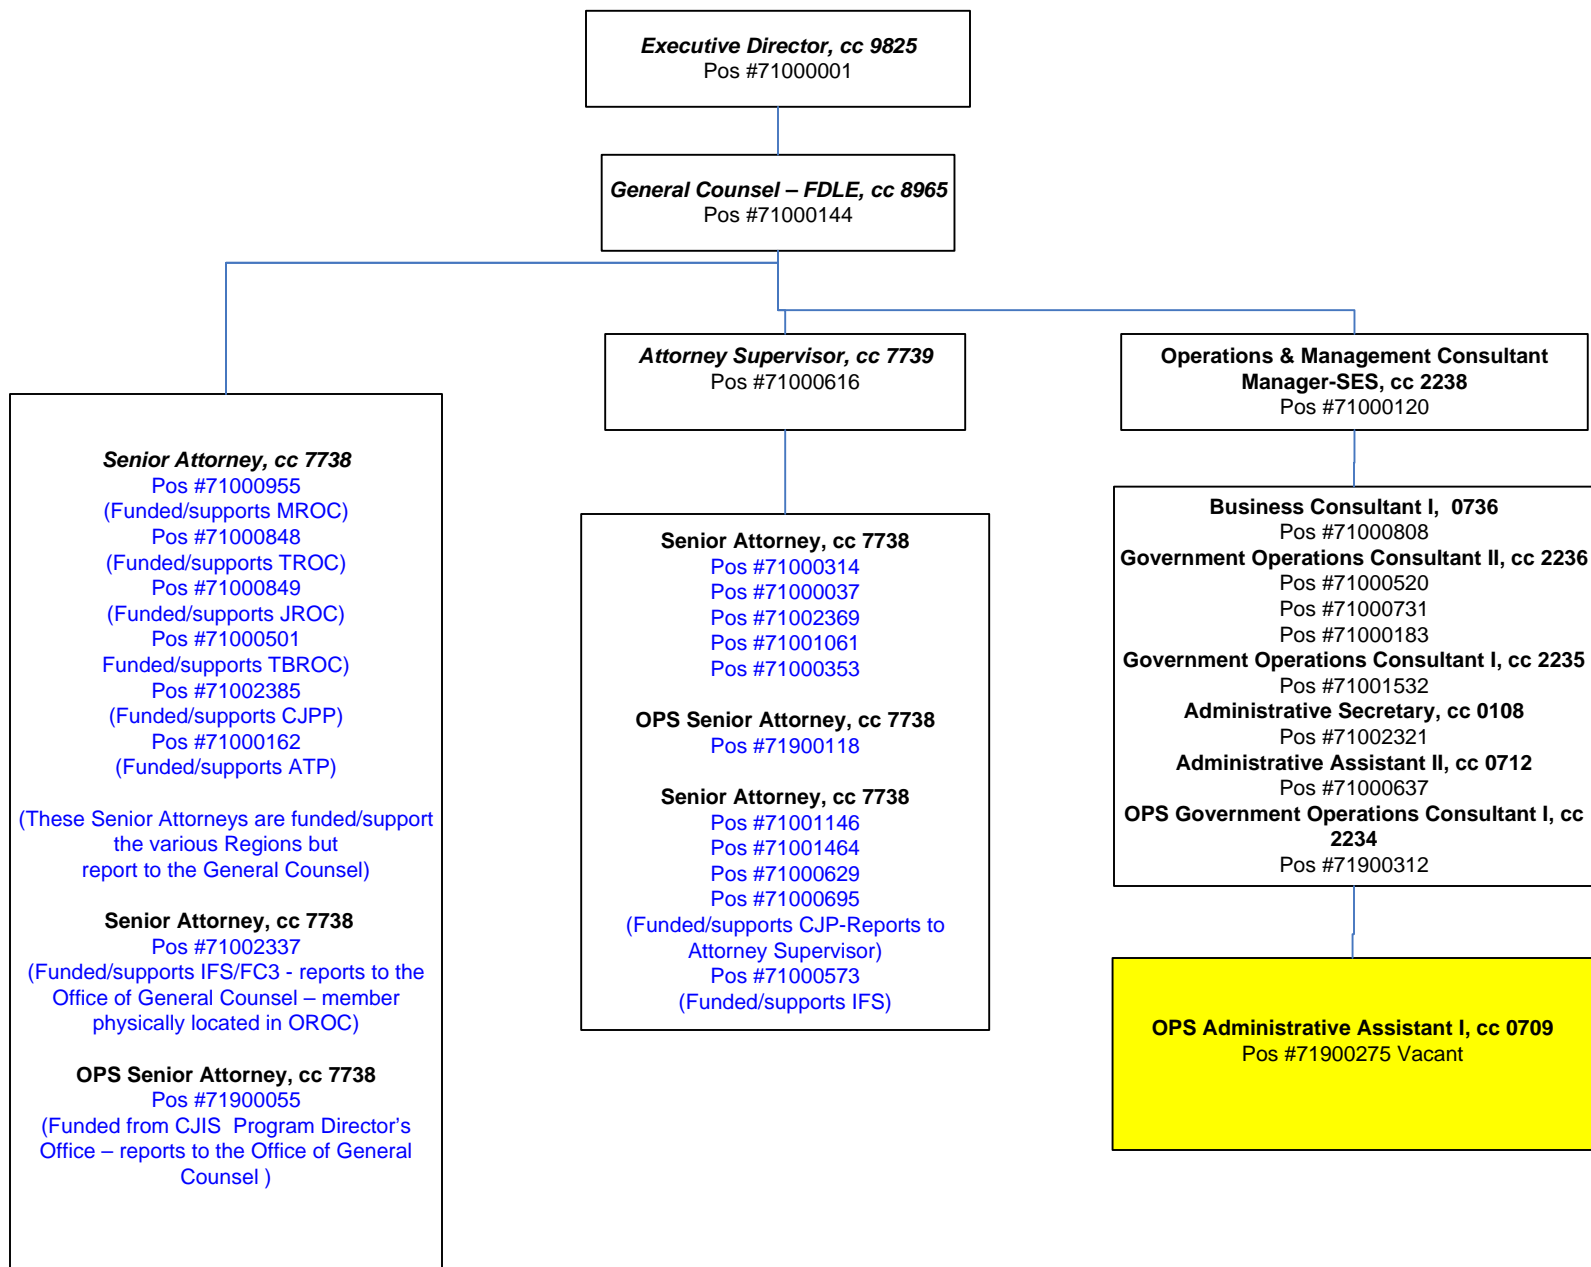 Executive Director, cc 9825
Pos #71000001
General Counsel – FDLE, cc 8965
Pos #71000144
Senior Attorney, cc 7738
Pos #71000955
(Funded/supports MROC)
Pos #71000848
(Funded/supports TROC)
Pos #71000849
(Funded/supports JROC)
Pos #71000501
Funded/supports TBROC)
Pos #71002385
(Funded/supports CJPP)
Pos #71000162
(Funded/supports ATP)
(These Senior Attorneys are funded/support
the various Regions but
report to the General Counsel)
Senior Attorney, cc 7738
Pos #71002337
(Funded/supports IFS/FC3 - reports to the
Office of General Counsel – member
physically located in OROC)
OPS Senior Attorney, cc 7738
Pos #71900055
(Funded from CJIS  Program Director's
Office – reports to the Office of General
Counsel )
Attorney Supervisor, cc 7739
Pos #71000616
Senior Attorney, cc 7738
Pos #71000314
Pos #71000037
Pos #71002369
Pos #71001061
Pos #71000353
OPS Senior Attorney, cc 7738
Pos #71900118
Senior Attorney, cc 7738
Pos #71001146
Pos #71001464
Pos #71000629
Pos #71000695
(Funded/supports CJP-Reports to
Attorney Supervisor)
Pos #71000573
(Funded/supports IFS)
Operations & Management Consultant
Manager-SES, cc 2238
Pos #71000120
Business Consultant I,  0736
Pos #71000808
Government Operations Consultant II, cc 2236
Pos #71000520
Pos #71000731
Pos #71000183
Government Operations Consultant I, cc 2235
Pos #71001532
Administrative Secretary, cc 0108
Pos #71002321
Administrative Assistant II, cc 0712
Pos #71000637
OPS Government Operations Consultant I, cc
2234
Pos #71900312
OPS Administrative Assistant I, cc 0709
Pos #71900275 Vacant